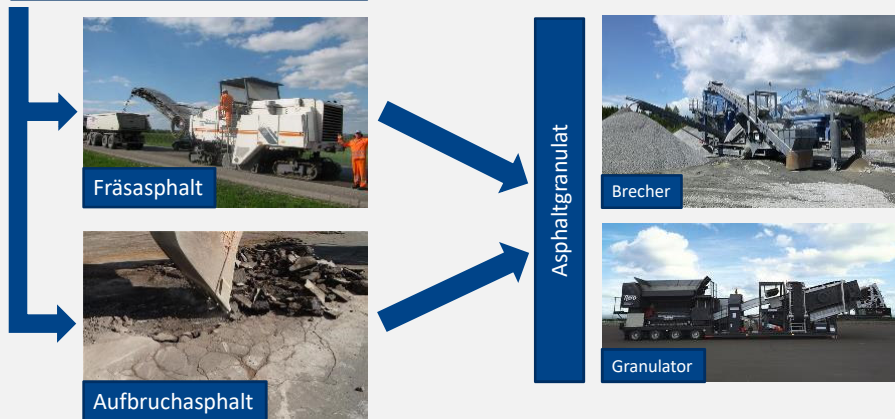 Fräsasphalt
Aufbruchasphalt
Asphaltgranulat
Brecher
Granulator